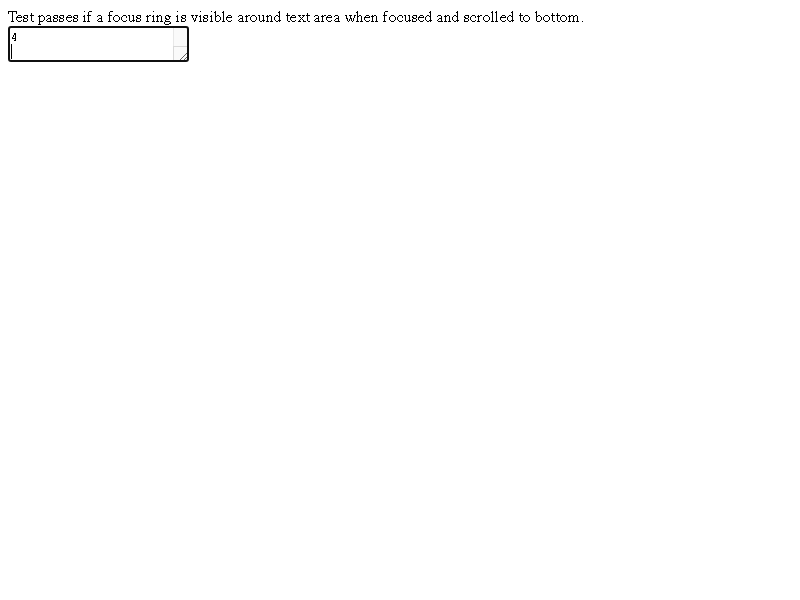 Test passes if a focus ring is visible around text area when focused and scrolled to bottom.
4